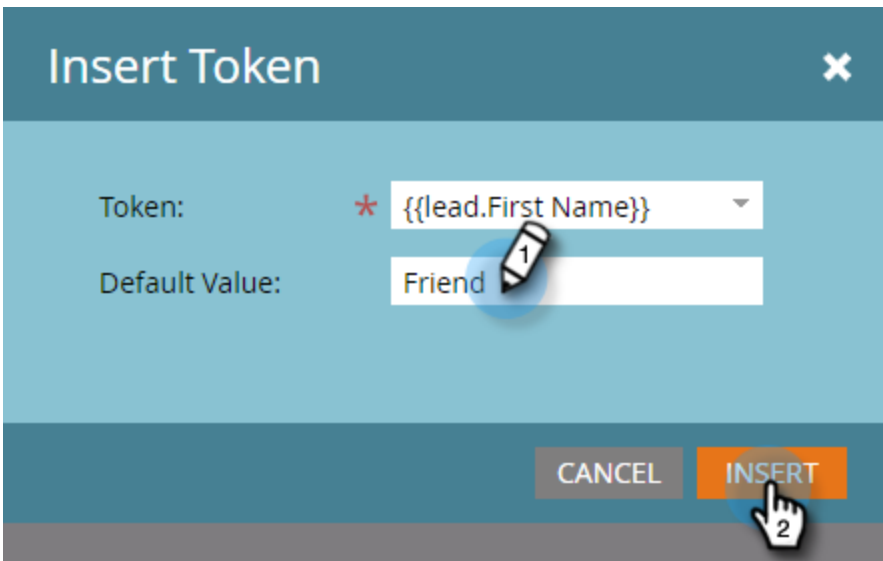 Insert Token
Token: * {{lead.First Name}}
1
Default Value: Friend
CANCEL INSERT
2